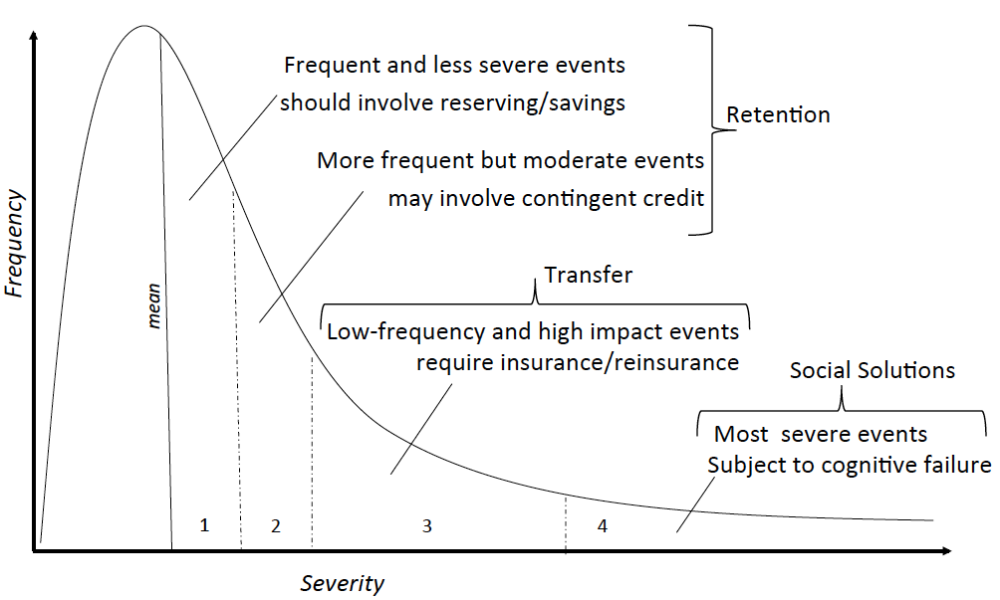 Frequent and less severe events
should involve reserving/savings
Retention
More frequent but moderate events
may involve contingent credit
Frequency
mean
Transfer
Low-frequency and high impact events
require insurance/reinsurance
Social Solutions
Most severe events
Subject to cognitive failure
1
2
3
4
Severity